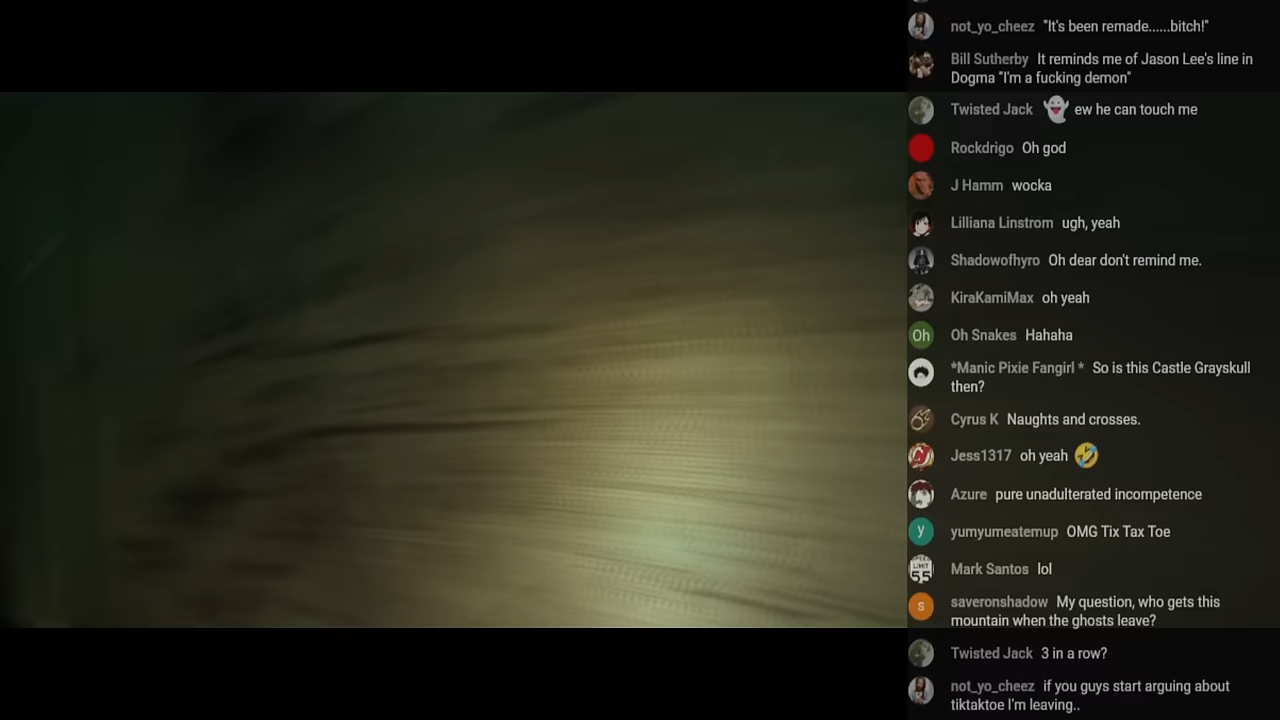 not_yo_cheez "It's been remade......bitch!"
Bill Sutherby It reminds me of Jason Lee's line in
Dogma "I'm a fucking demon"
Twisted Jack 👻 ew he can touch me
Rockdrigo Oh god
J Hamm wocka
Lilliana Linstrom ugh, yeah
Shadowofhyro Oh dear don't remind me.
KiraKamiMax oh yeah
Oh Oh Snakes Hahaha
*Manic Pixie Fangirl * So is this Castle Grayskull
then?
Cyrus K Naughts and crosses.
Jess1317 oh yeah 🤣
Azure pure unadulterated incompetence
y yumyumeatemup OMG Tix Tax Toe
LIMIT
55
Mark Santos lol
s saveronshadow My question, who gets this
mountain when the ghosts leave?
Twisted Jack 3 in a row?
not_yo_cheez if you guys start arguing about
tiktaktoe I'm leaving..